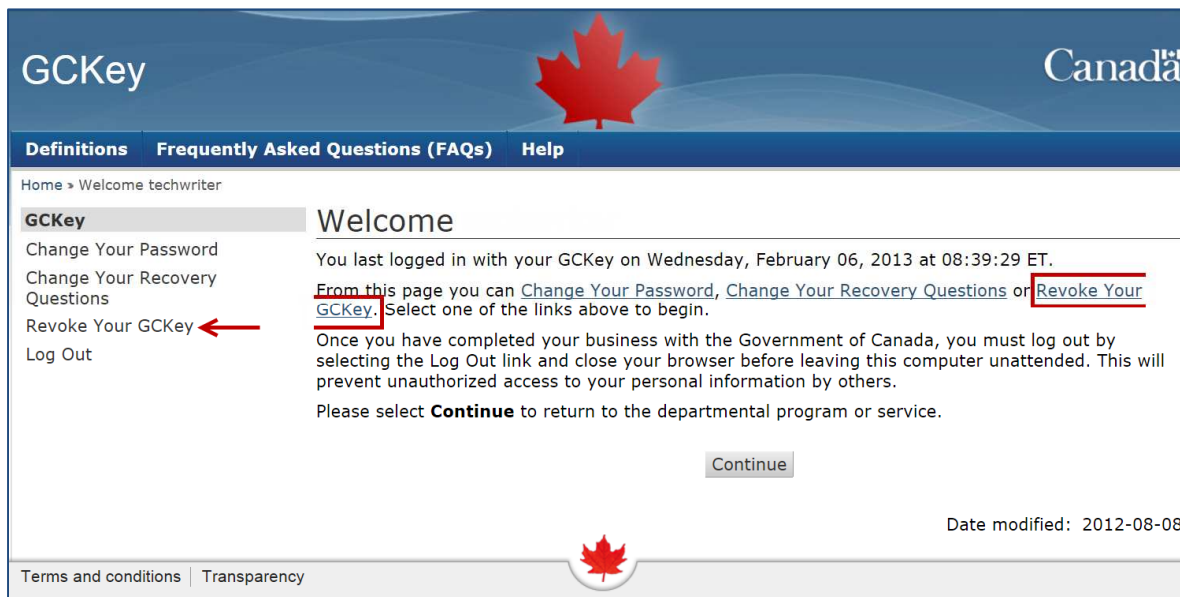 GCKey
Canada
Definitions Frequently Asked Questions (FAQs) Help
Home » Welcome techwriter
GCKey
Change Your Password
Change Your Recovery
Questions
Revoke Your GCKey
Log Out
Welcome
You last logged in with your GCKey on Wednesday, February 06, 2013 at 08:39:29 ET.
From this page you can Change Your Password, Change Your Recovery Questions or Revoke Your
GCKey. Select one of the links above to begin.
Once you have completed your business with the Government of Canada, you must log out by
selecting the Log Out link and close your browser before leaving this computer unattended. This will
prevent unauthorized access to your personal information by others.
Please select Continue to return to the departmental program or service.
Continue
Date modified: 2012-08-08
Terms and conditions Transparency